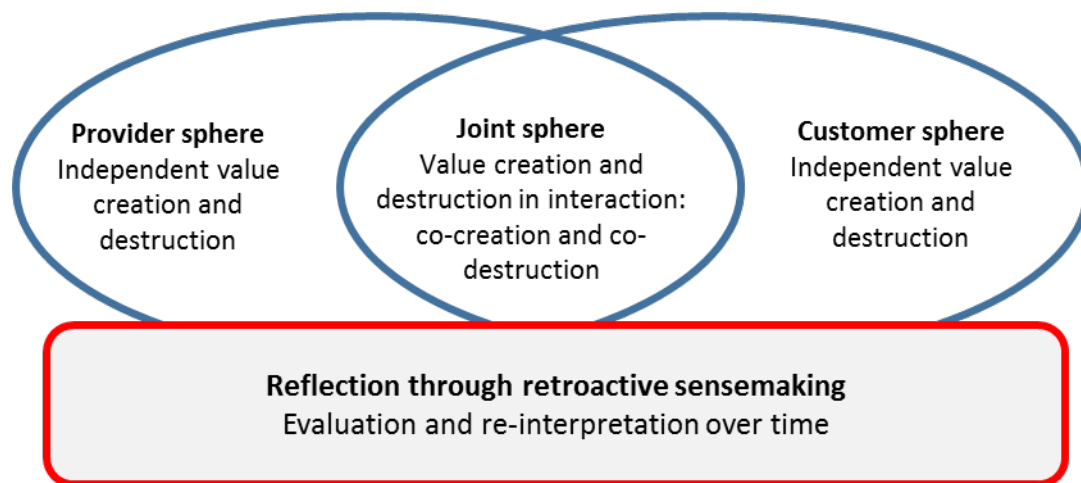 Provider sphere
Independent value
creation and
destruction
Joint sphere
Value creation and
destruction in interaction:
co-creation and co-
destruction
Customer sphere
Independent value
creation and
destruction
Reflection through retroactive sensemaking
Evaluation and re-interpretation over time